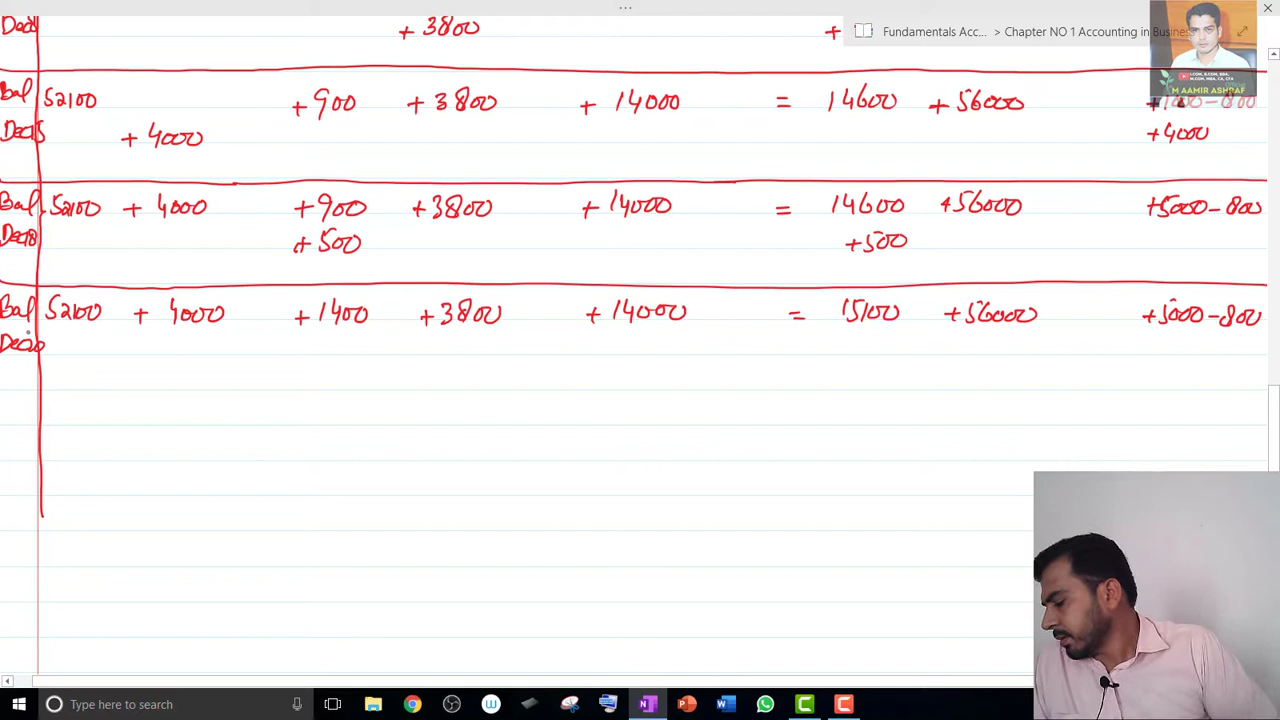 Fundamentals Acc... > Chapter NO 1 Accounting in Busin
M AAMIR ASHRAF
+ 3800 +
Bal 52100 +900 + 3800 + 14000 = 14600 + 56000 -800
Dec15 + 4000 +4000
Bal 52100 + 4000 +900 +3800 + 14000 = 14600 +56000 +5000-800
Dec18 + 500 +500
Bal 52100 + 4000 +1400 +3800 +14000 = 15100 +56000 +5000-800
Dec20
Type here to search